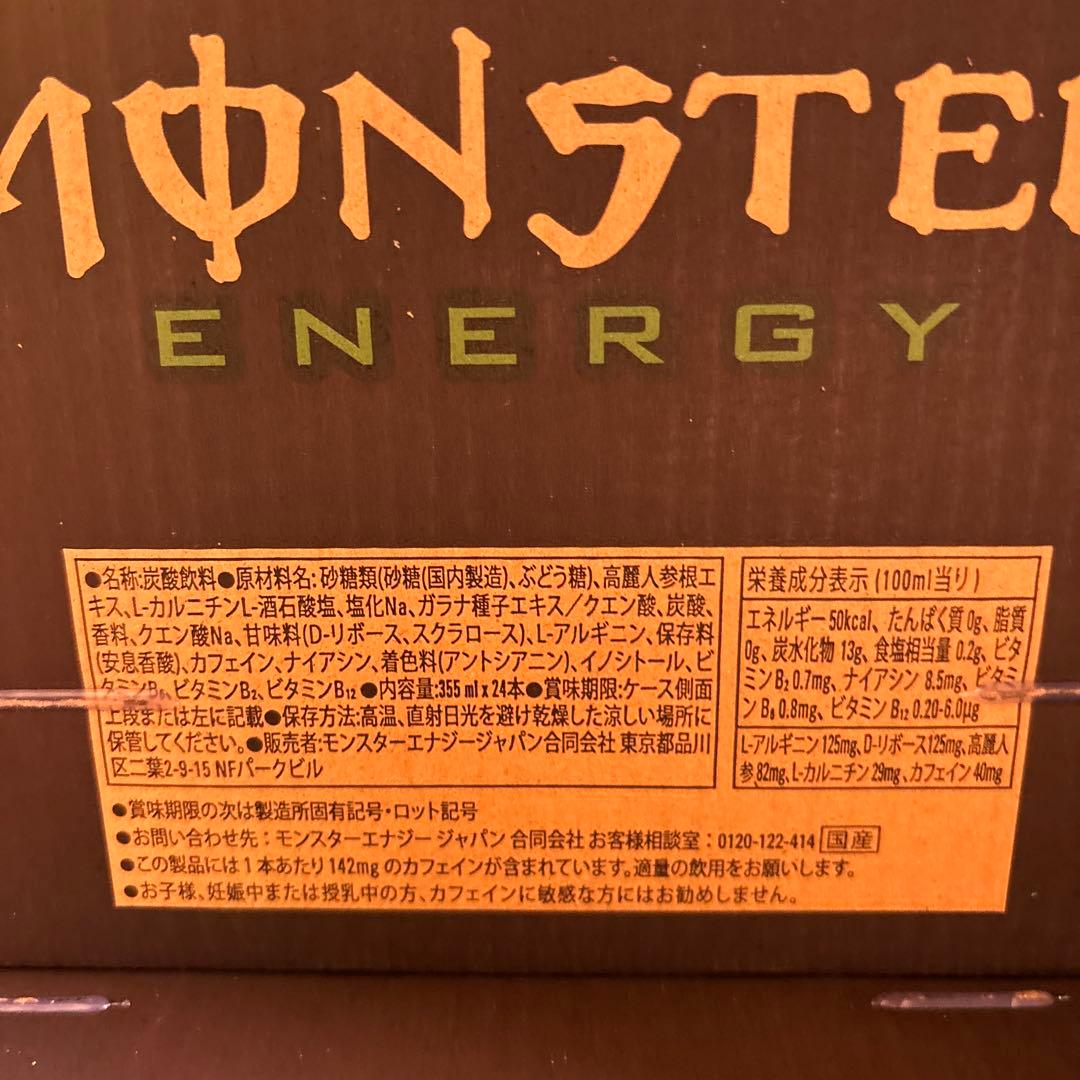 MONSTE
ENERGY
●名称:炭酸飲料●原材料名:砂糖類(砂糖(国内製造)、ぶどう糖)、高麗人参根エ
キス、L-カルニチンL-酒石酸塩、塩化Na、ガラナ種子エキス/クエン酸、炭酸、
香料、クエン酸Na、甘味料(D-リボース、スクラロース)、L-アルギニン、保存料
(安息香酸)、カフェイン、ナイアシン、着色料(アントシアニン)、イノシトール、ビ
タミンB₆、ビタミンB₂、ビタミンB₁₂●内容量:355 ml x 24本●賞味期限:ケース側面
上段または左に記載●保存方法:高温、直射日光を避け乾燥した涼しい場所に
保管してください。●販売者:モンスターエナジージャパン合同会社 東京都品川
区二葉2-9-15 NFパークビル
栄養成分表示 (100ml当り)
エネルギー 50kcal、たんぱく質 0g、脂質
0g、炭水化物 13g、食塩相当量 0.2g、ビタ
ミンB₂ 0.7mg、ナイアシン 8.5mg、ビタミ
ンB₆ 0.8mg、ビタミン B₁₂ 0.20-6.0μg
L-アルギニン 125mg、D-リボース125mg、高麗人
参 82mg、L-カルニチン 29mg、カフェイン 40mg
●賞味期限の次は製造所固有記号・ロット記号
●お問い合わせ先:モンスターエナジー ジャパン 合同会社 お客様相談室:0120-122-414 国産
●この製品には 1 本あたり 142mg のカフェインが含まれています。適量の飲用をお願いします。
●お子様、妊娠中または授乳中の方、カフェインに敏感な方にはお勧めしません。